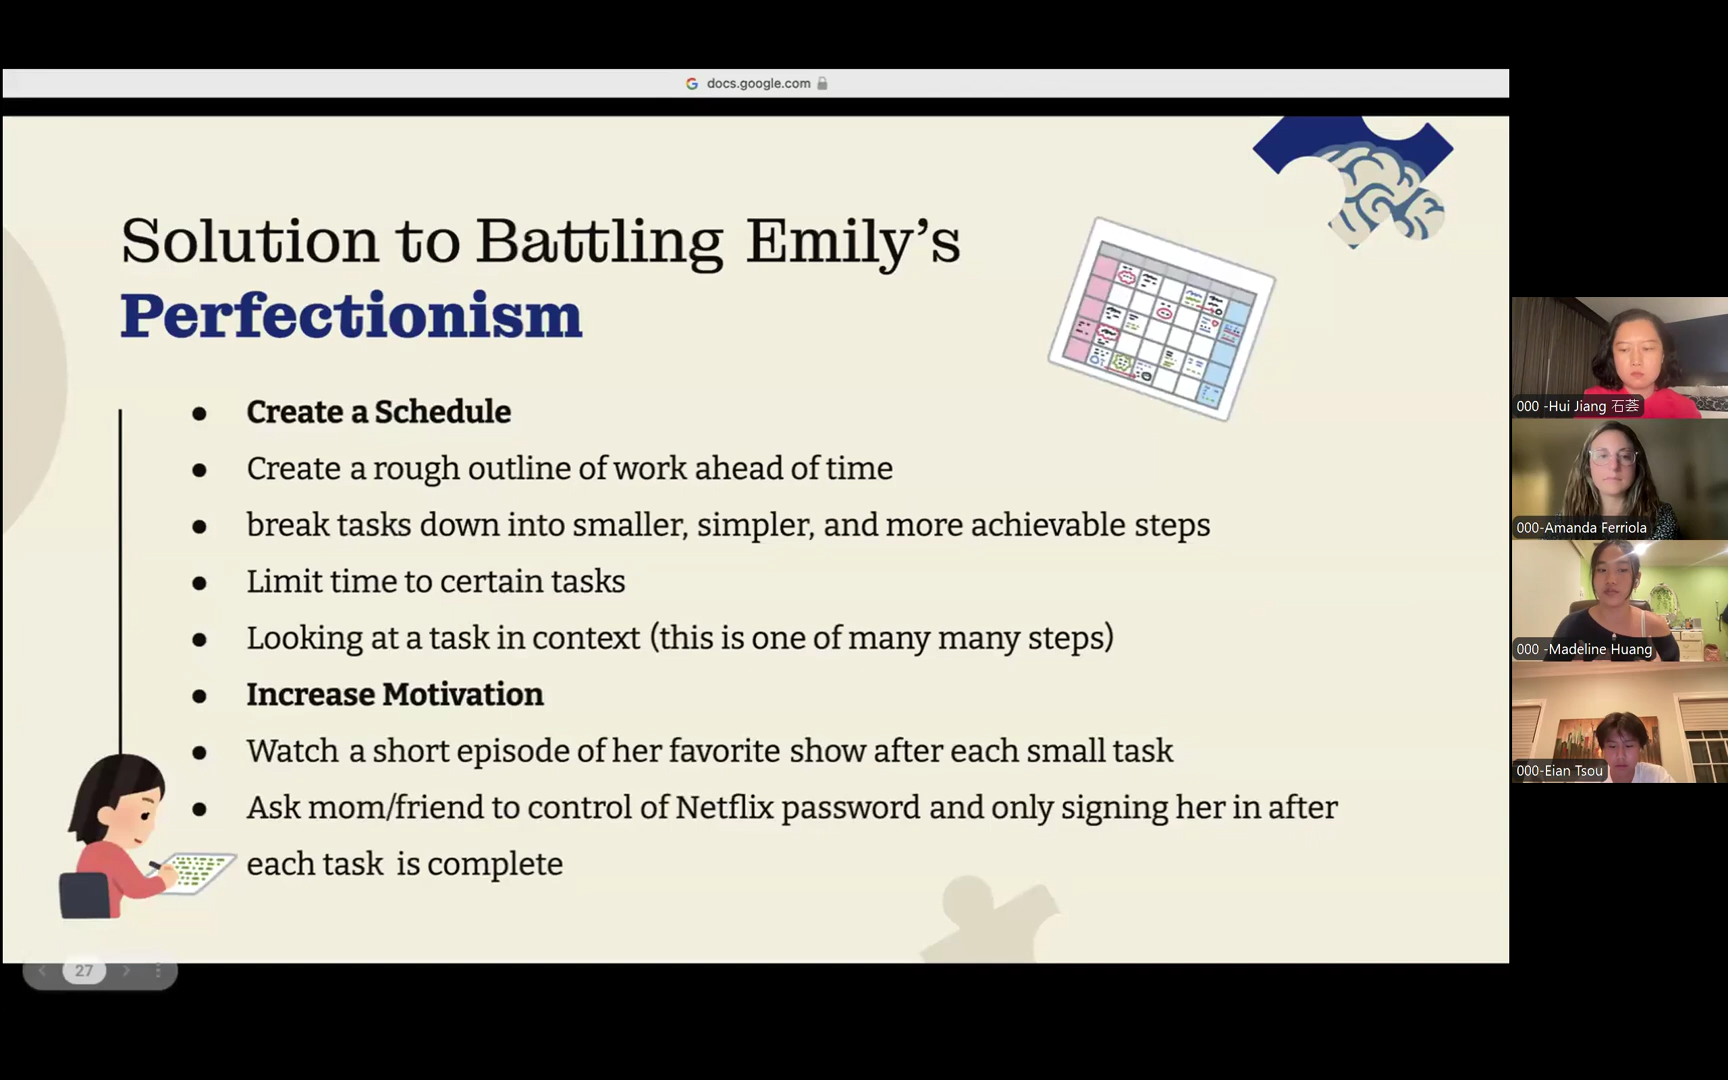 docs.google.com
Solution to Battling Emily's
Perfectionism
● Create a Schedule
● Create a rough outline of work ahead of time
● break tasks down into smaller, simpler, and more achievable steps
● Limit time to certain tasks
● Looking at a task in context (this is one of many many steps)
● Increase Motivation
● Watch a short episode of her favorite show after each small task
● Ask mom/friend to control of Netflix password and only signing her in after
each task is complete
27
000 -Hui Jiang 石荟
000-Amanda Ferriola
000 -Madeline Huang
000-Eian Tsou